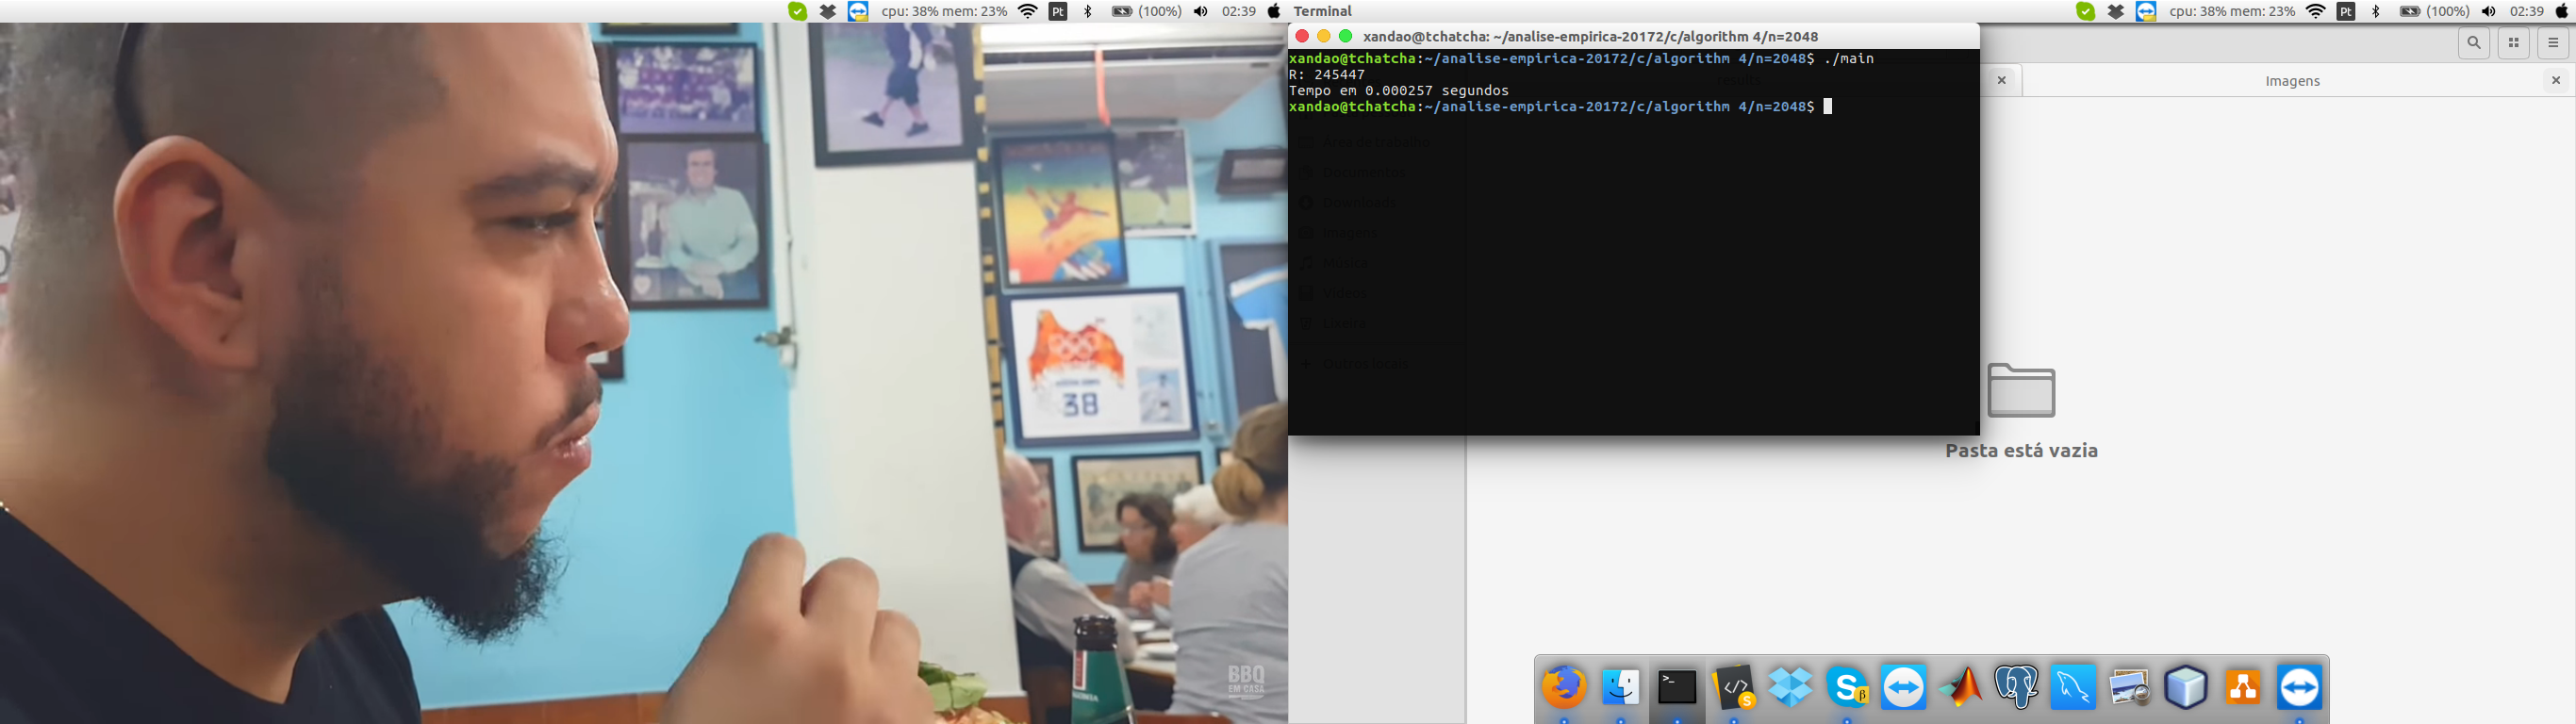 cpu: 38% mem: 23% Pt (100%) 02:39
Terminal cpu: 38% mem: 23% Pt (100%) 02:39
xandao@tchatcha: ~/analise-empirica-20172/c/algorithm 4/n=2048
xandao@tchatcha:~/analise-empirica-20172/c/algorithm 4/n=2048$ ./main
R: 245447
Tempo em 0.000257 segundos
xandao@tchatcha:~/analise-empirica-20172/c/algorithm 4/n=2048$
Imagens
Área de trabalho
Documentos
Downloads
Imagens
Música
Vídeos
Lixeira
+ Outros locais
Pasta está vazia
38
BBQ
EM CASA